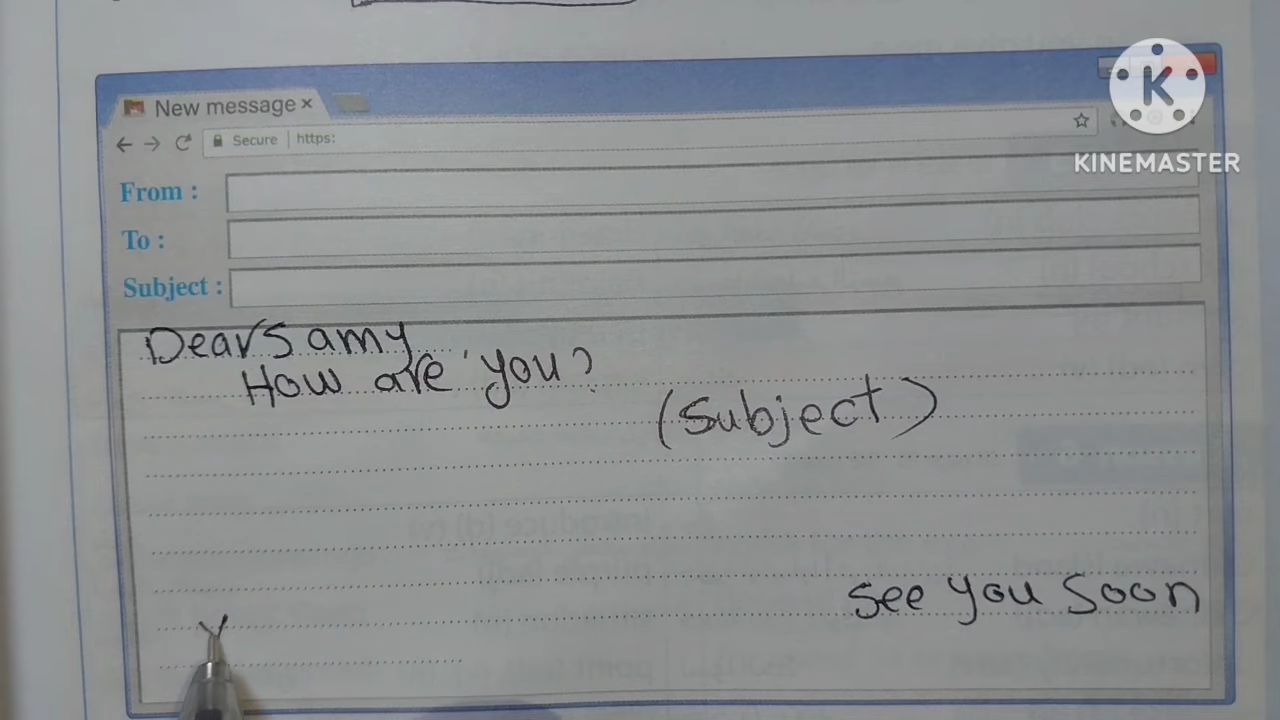 New message ×
Secure | https:
K
KINEMASTER
From :
To :
Subject :
Dear Samy
How are you?
(Subject)
see you soon
Y